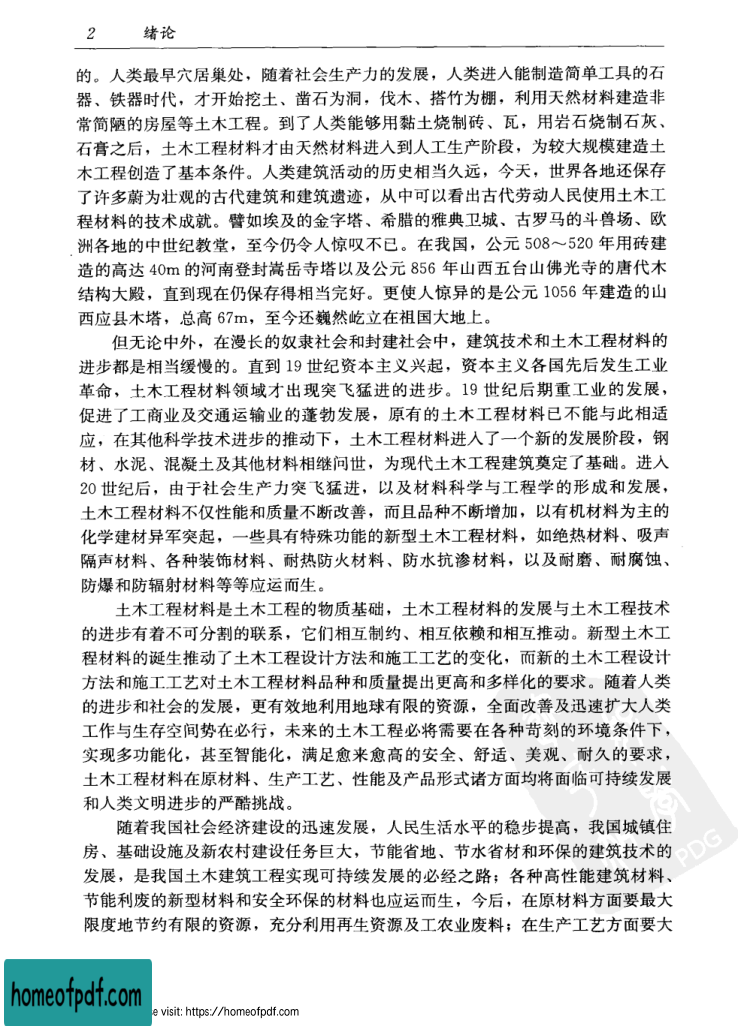 2 绪论
的。人类最早穴居巢处，随着社会生产力的发展，人类进入能制造简单工具的石
器、铁器时代，才开始挖土、凿石为洞，伐木、搭竹为棚，利用天然材料建造非
常简陋的房屋等土木工程。到了人类能够用黏土烧制砖、瓦，用岩石烧制石灰、
石膏之后，土木工程材料才由天然材料进入到人工生产阶段，为较大规模建造土
木工程创造了基本条件。人类建筑活动的历史相当久远，今天，世界各地还保存
了许多蔚为壮观的古代建筑和建筑遗迹，从中可以看出古代劳动人民使用土木工
程材料的技术成就。譬如埃及的金字塔、希腊的雅典卫城、古罗马的斗兽场、欧
洲各地的中世纪教堂，至今仍令人惊叹不已。在我国，公元 508～520 年用砖建
造的高达 40m 的河南登封嵩岳寺塔以及公元 856 年山西五台山佛光寺的唐代木
结构大殿，直到现在仍保存得相当完好。更使人惊异的是公元 1056 年建造的山
西应县木塔，总高 67m，至今还巍然屹立在祖国大地上。
但无论中外，在漫长的奴隶社会和封建社会中，建筑技术和土木工程材料的
进步都是相当缓慢的。直到 19 世纪资本主义兴起，资本主义各国先后发生工业
革命，土木工程材料领域才出现突飞猛进的进步。19 世纪后期重工业的发展，
促进了工商业及交通运输业的蓬勃发展，原有的土木工程材料已不能与此相适
应，在其他科学技术进步的推动下，土木工程材料进入了一个新的发展阶段，钢
材、水泥、混凝土及其他材料相继问世，为现代土木工程建筑奠定了基础。进入
20 世纪后，由于社会生产力突飞猛进，以及材料科学与工程学的形成和发展，
土木工程材料不仅性能和质量不断改善，而且品种不断增加，以有机材料为主的
化学建材异军突起，一些具有特殊功能的新型土木工程材料，如绝热材料、吸声
隔声材料、各种装饰材料、耐热防火材料、防水抗渗材料，以及耐磨、耐腐蚀、
防爆和防辐射材料等等应运而生。
土木工程材料是土木工程的物质基础，土木工程材料的发展与土木工程技术
的进步有着不可分割的联系，它们相互制约、相互依赖和相互推动。新型土木工
程材料的诞生推动了土木工程设计方法和施工工艺的变化，而新的土木工程设计
方法和施工工艺对土木工程材料品种和质量提出更高和多样化的要求。随着人类
的进步和社会的发展，更有效地利用地球有限的资源，全面改善及迅速扩大人类
工作与生存空间势在必行，未来的土木工程必将需要在各种苛刻的环境条件下，
实现多功能化，甚至智能化，满足愈来愈高的安全、舒适、美观、耐久的要求，
土木工程材料在原材料、生产工艺、性能及产品形式诸方面均将面临可持续发展
和人类文明进步的严酷挑战。
随着我国社会经济建设的迅速发展，人民生活水平的稳步提高，我国城镇住
房、基础设施及新农村建设任务巨大，节能省地、节水省材和环保的建筑技术的
发展，是我国土木建筑工程实现可持续发展的必经之路；各种高性能建筑材料、
节能利废的新型材料和安全环保的材料也应运而生，今后，在原材料方面要最大
限度地节约有限的资源，充分利用再生资源及工农业废料；在生产工艺方面要大
PDG
homeofpdf.com
e visit: https://homeofpdf.com